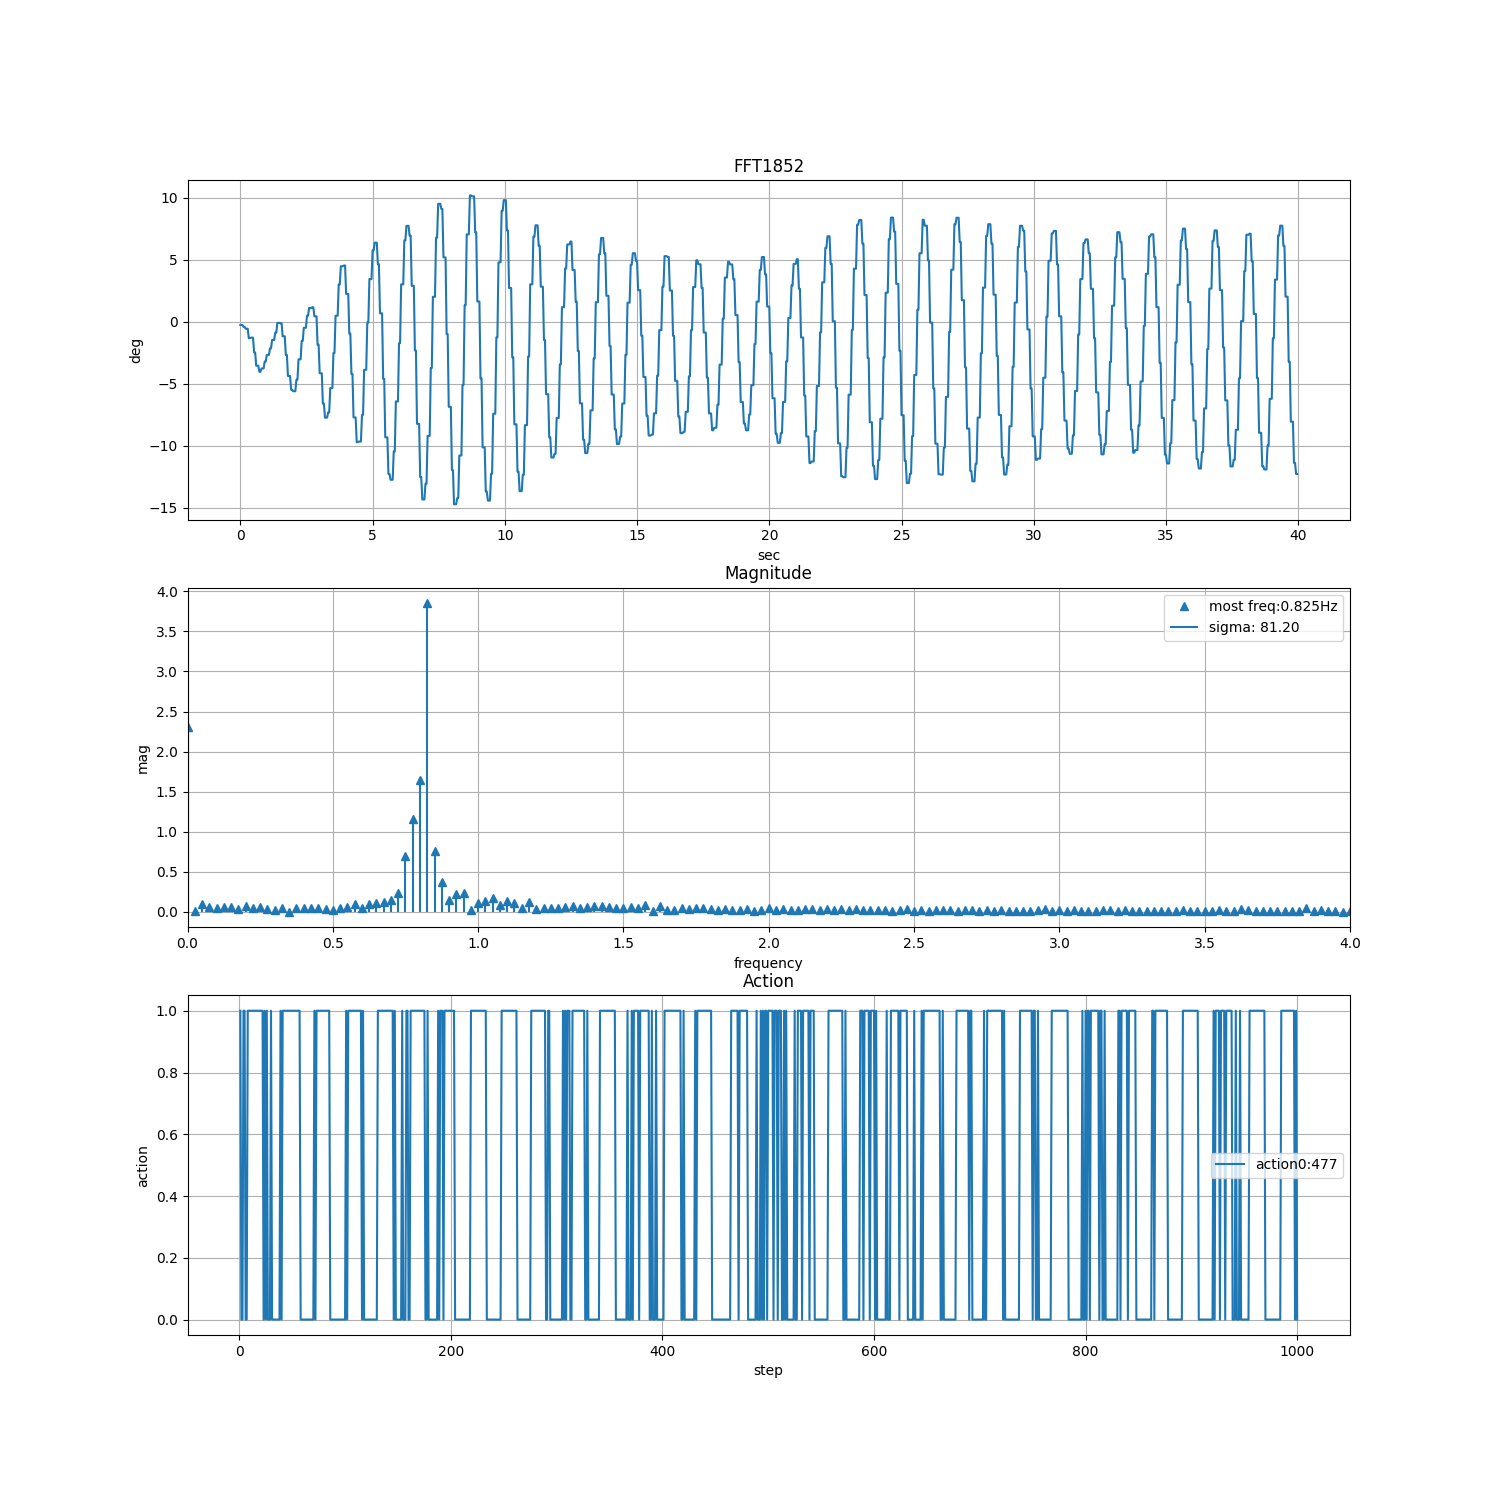 FFT1852
10
5
0
−5
−10
−15
deg
0 5 10 15 20 25 30 35 40
sec
Magnitude
4.0
3.5
3.0
2.5
2.0
1.5
1.0
0.5
0.0
mag
most freq:0.825Hz
sigma: 81.20
0.0 0.5 1.0 1.5 2.0 2.5 3.0 3.5 4.0
frequency
Action
1.0
0.8
0.6
0.4
0.2
0.0
action
action0:477
0 200 400 600 800 1000
step